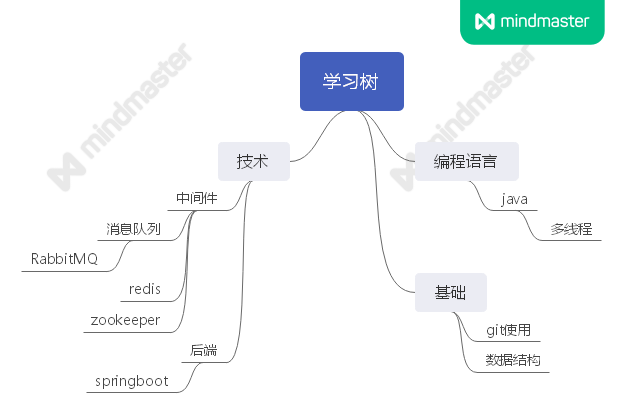 mindmaster
学习树
技术
中间件
消息队列
RabbitMQ
redis
zookeeper
后端
springboot
编程语言
java
多线程
基础
git使用
数据结构
mindmaster
mindmaster